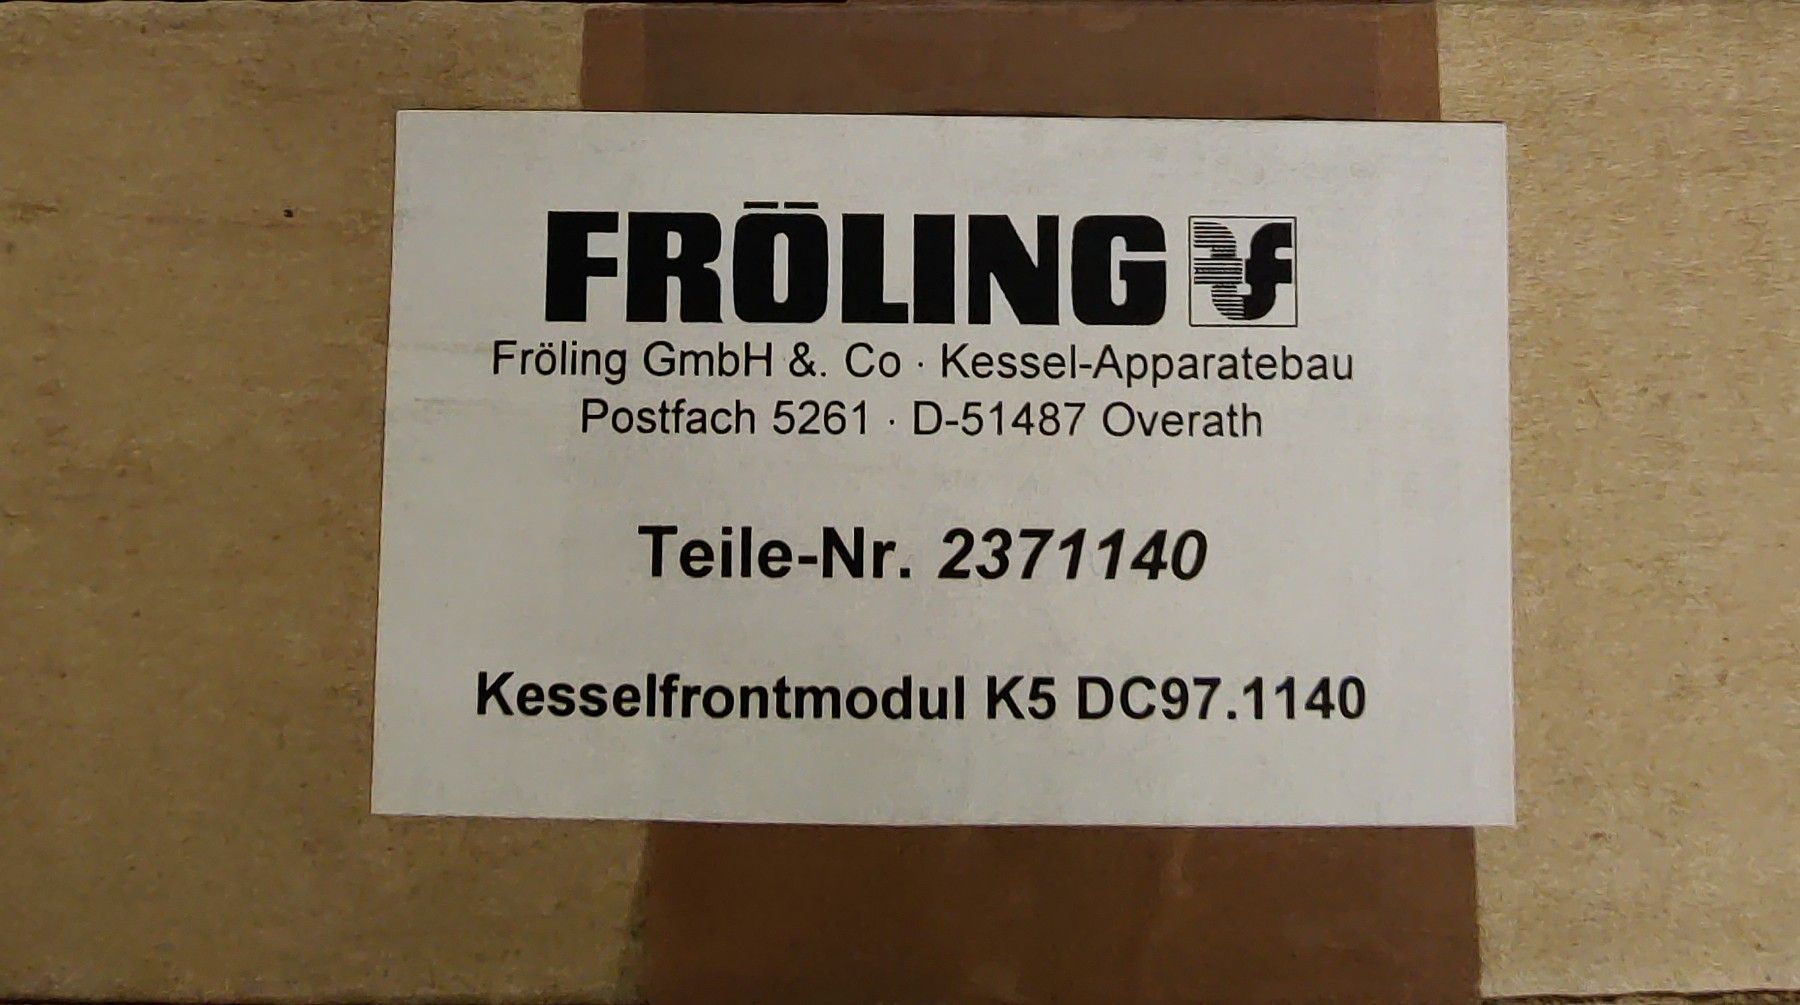 FRÖLING
Fröling GmbH &. Co · Kessel-Apparatebau
Postfach 5261 · D-51487 Overath
Teile-Nr. 2371140
Kesselfrontmodul K5 DC97.1140